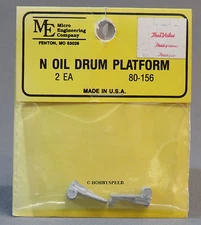 ME
Micro
Engineering
Company
FENTON, MO 63026
True Value
N OIL DRUM PLATFORM
2 EA
80-156
MADE IN U.S.A.
© HOBBYSPEED